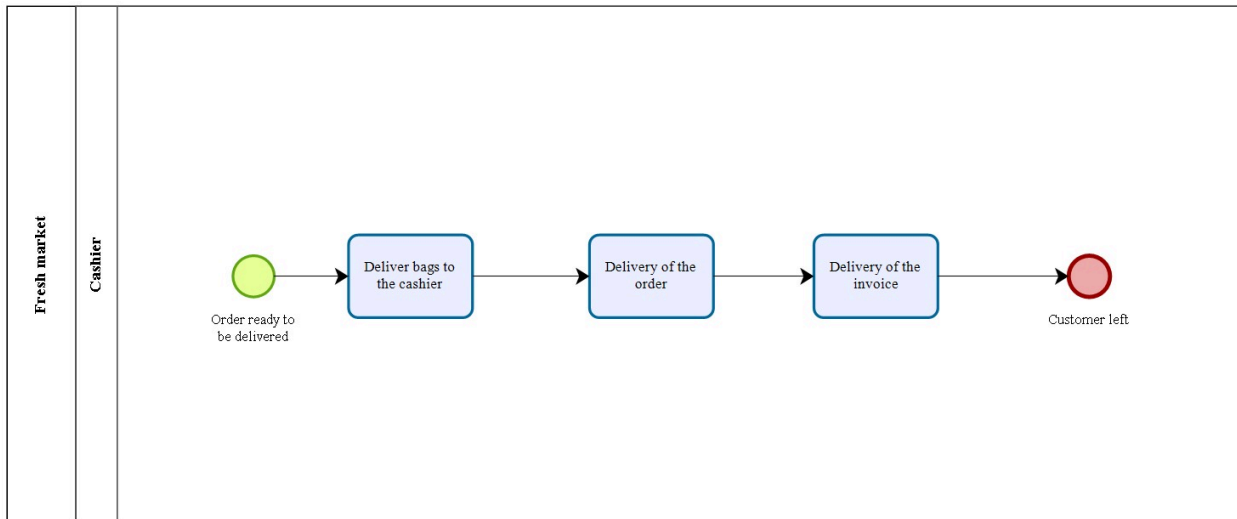 Fresh market
Cashier
Order ready to
be delivered
Deliver bags to
the cashier
Delivery of the
order
Delivery of the
invoice
Customer left